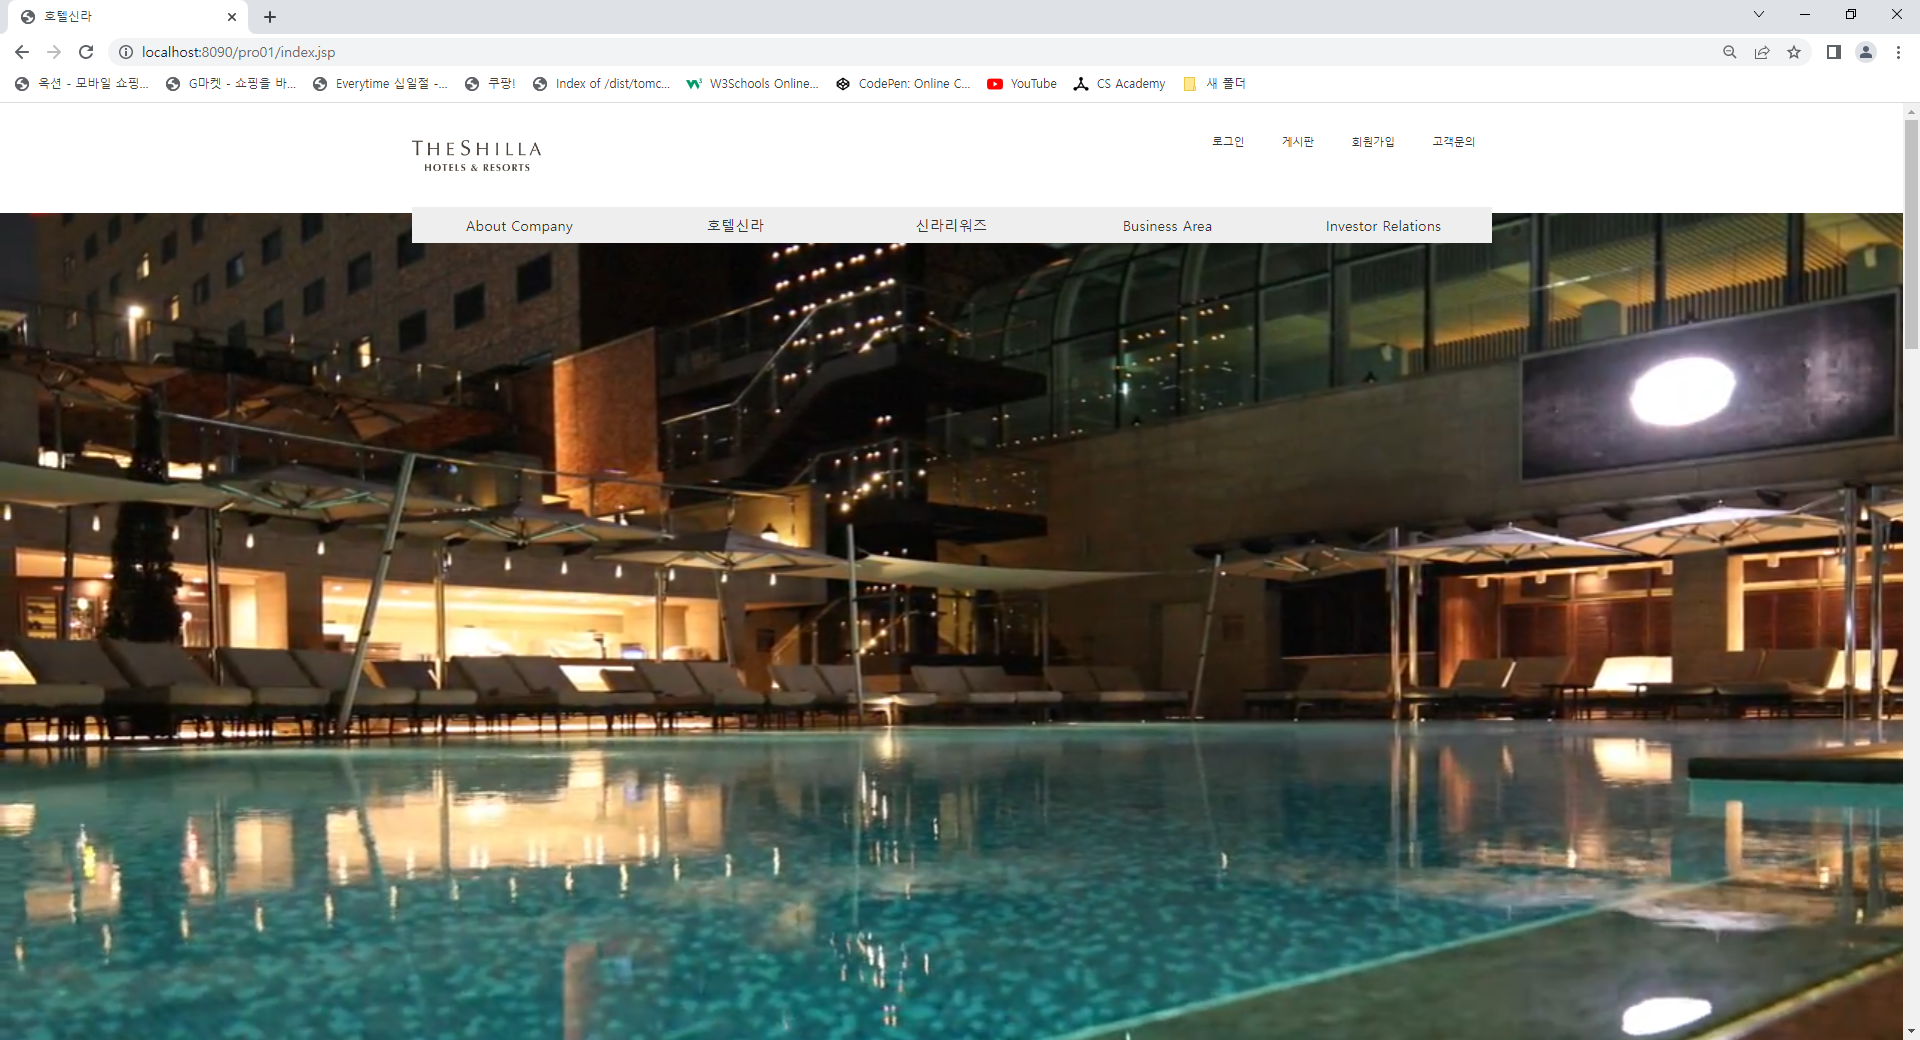 호텔신라
localhost:8090/pro01/index.jsp
옥션 - 모바일 쇼핑... G마켓 - 쇼핑을 바... Everytime 십일절 -... 쿠팡! Index of /dist/tomc... W3Schools Online... CodePen: Online C... YouTube CS Academy 새 폴더
THE SHILLA
HOTELS & RESORTS
로그인 게시판 회원가입 고객문의
About Company 호텔신라 신라리워즈 Business Area Investor Relations